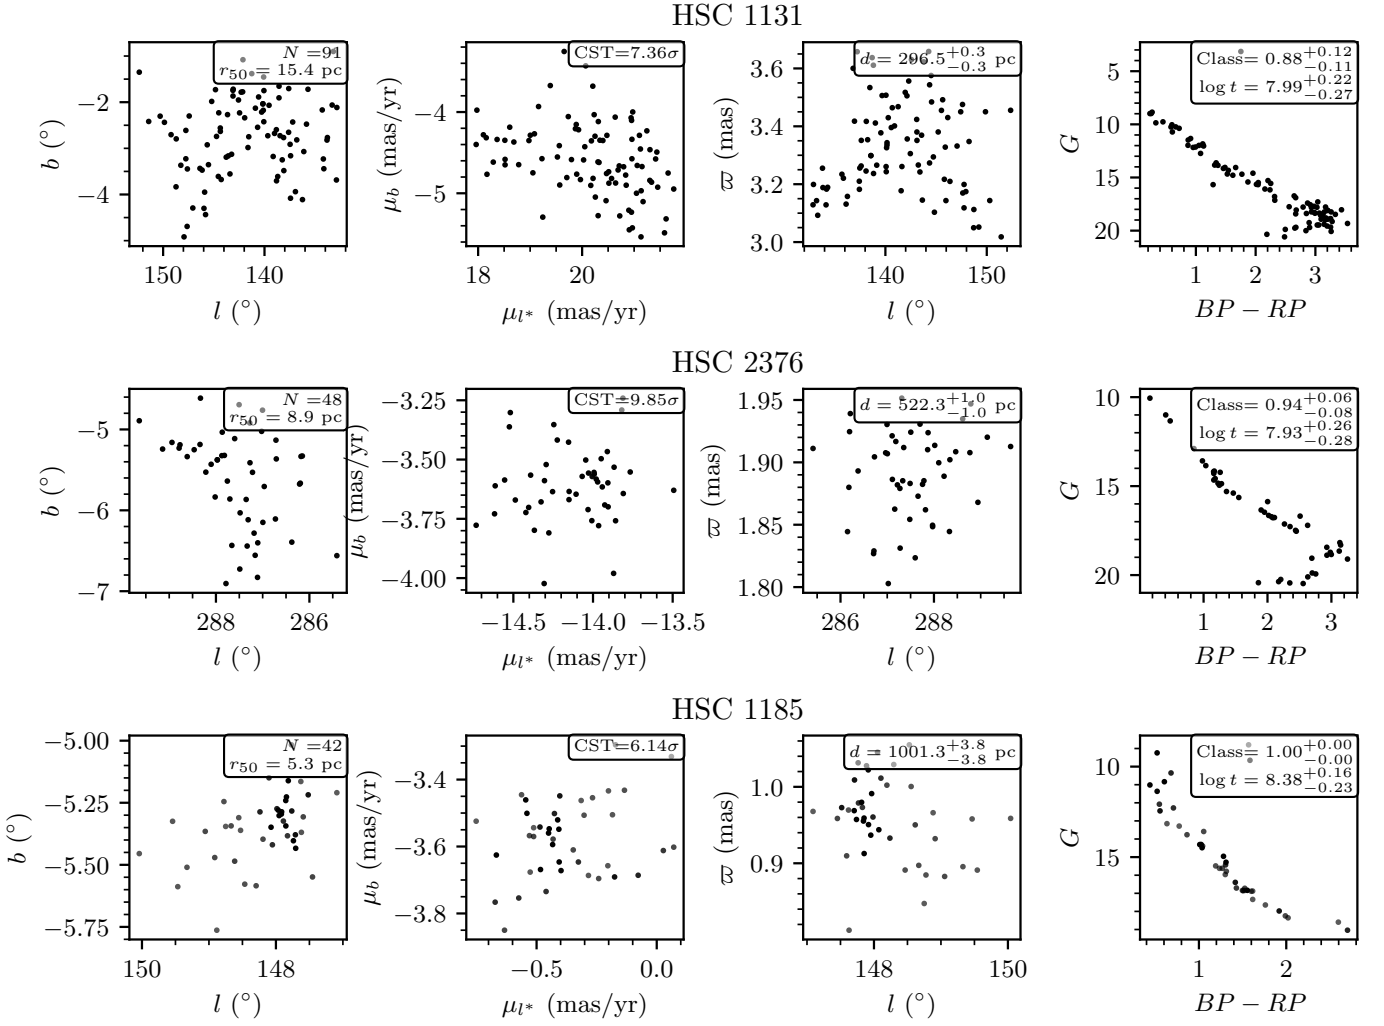 HSC 1131
N =91
r50 = 15.4 pc
−2
−4
b (°)
150 140
l (°)
CST=7.36σ
−4
−5
μb (mas/yr)
18 20
μl* (mas/yr)
d = 296.5+0.3−0.3 pc
3.6
3.4
3.2
3.0
ϖ (mas)
140 150
l (°)
Class= 0.88+0.12−0.11
log t = 7.99+0.22−0.27
5
10
15
20
G
1 2 3
BP − RP
HSC 2376
N =48
r50 = 8.9 pc
−5
−6
−7
b (°)
288 286
l (°)
CST=9.85σ
−3.25
−3.50
−3.75
−4.00
μb (mas/yr)
−14.5 −14.0 −13.5
μl* (mas/yr)
d = 522.3+1.0−1.0 pc
1.95
1.90
1.85
1.80
ϖ (mas)
286 288
l (°)
Class= 0.94+0.06−0.08
log t = 7.93+0.26−0.28
10
15
20
G
1 2 3
BP − RP
HSC 1185
N =42
r50 = 5.3 pc
−5.00
−5.25
−5.50
−5.75
b (°)
150 148
l (°)
CST=6.14σ
−3.4
−3.6
−3.8
μb (mas/yr)
−0.5 0.0
μl* (mas/yr)
d = 1001.3+3.8−3.8 pc
1.0
0.9
ϖ (mas)
148 150
l (°)
Class= 1.00+0.00−0.00
log t = 8.38+0.16−0.23
10
15
G
1 2
BP − RP